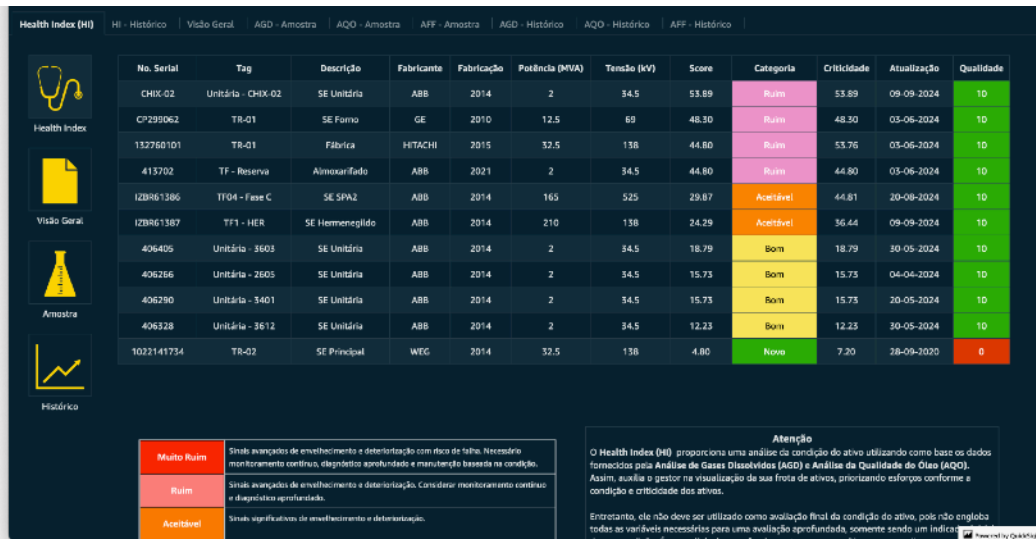 Health Index (HI) HI - Histórico Visão Geral AGD - Amostra AQO - Amostra AFF - Amostra AGD - Histórico AQO - Histórico AFF - Histórico
No. Serial Tag Descrição Fabricante Fabricação Potência (MVA) Tensão (kV) Score Categoria Criticidade Atualização Qualidade
CHIX-02 Unitária - CHIX-02 SE Unitária ABB 2014 2 34.5 53.89 Ruim 53.89 09-09-2024 10
CP299062 TR-01 SE Forno GE 2010 12.5 69 48.30 Ruim 48.30 03-06-2024 10
132760101 TR-01 Fábrica HITACHI 2015 32.5 138 44.80 Ruim 53.76 03-06-2024 10
413702 TF - Reserva Almoxarifado ABB 2021 2 34.5 44.80 Ruim 44.80 03-06-2024 10
IZBR61386 TF04 - Fase C SE SPA2 ABB 2014 165 525 29.87 Aceitável 44.81 20-08-2024 10
IZBR61387 TF1 - HER SE Hermenegildo ABB 2014 210 138 24.29 Aceitável 36.44 09-09-2024 10
406405 Unitária - 3603 SE Unitária ABB 2014 2 34.5 18.79 Bom 18.79 30-05-2024 10
406266 Unitária - 2605 SE Unitária ABB 2014 2 34.5 15.73 Bom 15.73 04-04-2024 10
406290 Unitária - 3401 SE Unitária ABB 2014 2 34.5 15.73 Bom 15.73 20-05-2024 10
406328 Unitária - 3612 SE Unitária ABB 2014 2 34.5 12.23 Bom 12.23 30-05-2024 10
1022141734 TR-02 SE Principal WEG 2014 32.5 138 4.80 Novo 7.20 28-09-2020 0
Health Index
Visão Geral
Amostra
Histórico
Muito Ruim
Sinais avançados de envelhecimento e deterioração com risco de falha. Necessário
monitoramento contínuo, diagnóstico aprofundado e manutenção baseada na condição.
Ruim
Sinais avançados de envelhecimento e deterioração. Considerar monitoramento contínuo
e diagnóstico aprofundado.
Aceitável
Sinais significativos de envelhecimento e deterioração.
Atenção
O Health Index (HI) proporciona uma análise da condição do ativo utilizando como base os dados
fornecidos pela Análise de Gases Dissolvidos (AGD) e Análise da Qualidade do Óleo (AQO).
Assim, auxilia o gestor na visualização da sua frota de ativos, priorizando esforços conforme a
condição e criticidade dos ativos.
Entretanto, ele não deve ser utilizado como avaliação final da condição do ativo, pois não engloba
todas as variáveis necessárias para uma avaliação aprofundada, somente sendo um
Powered by